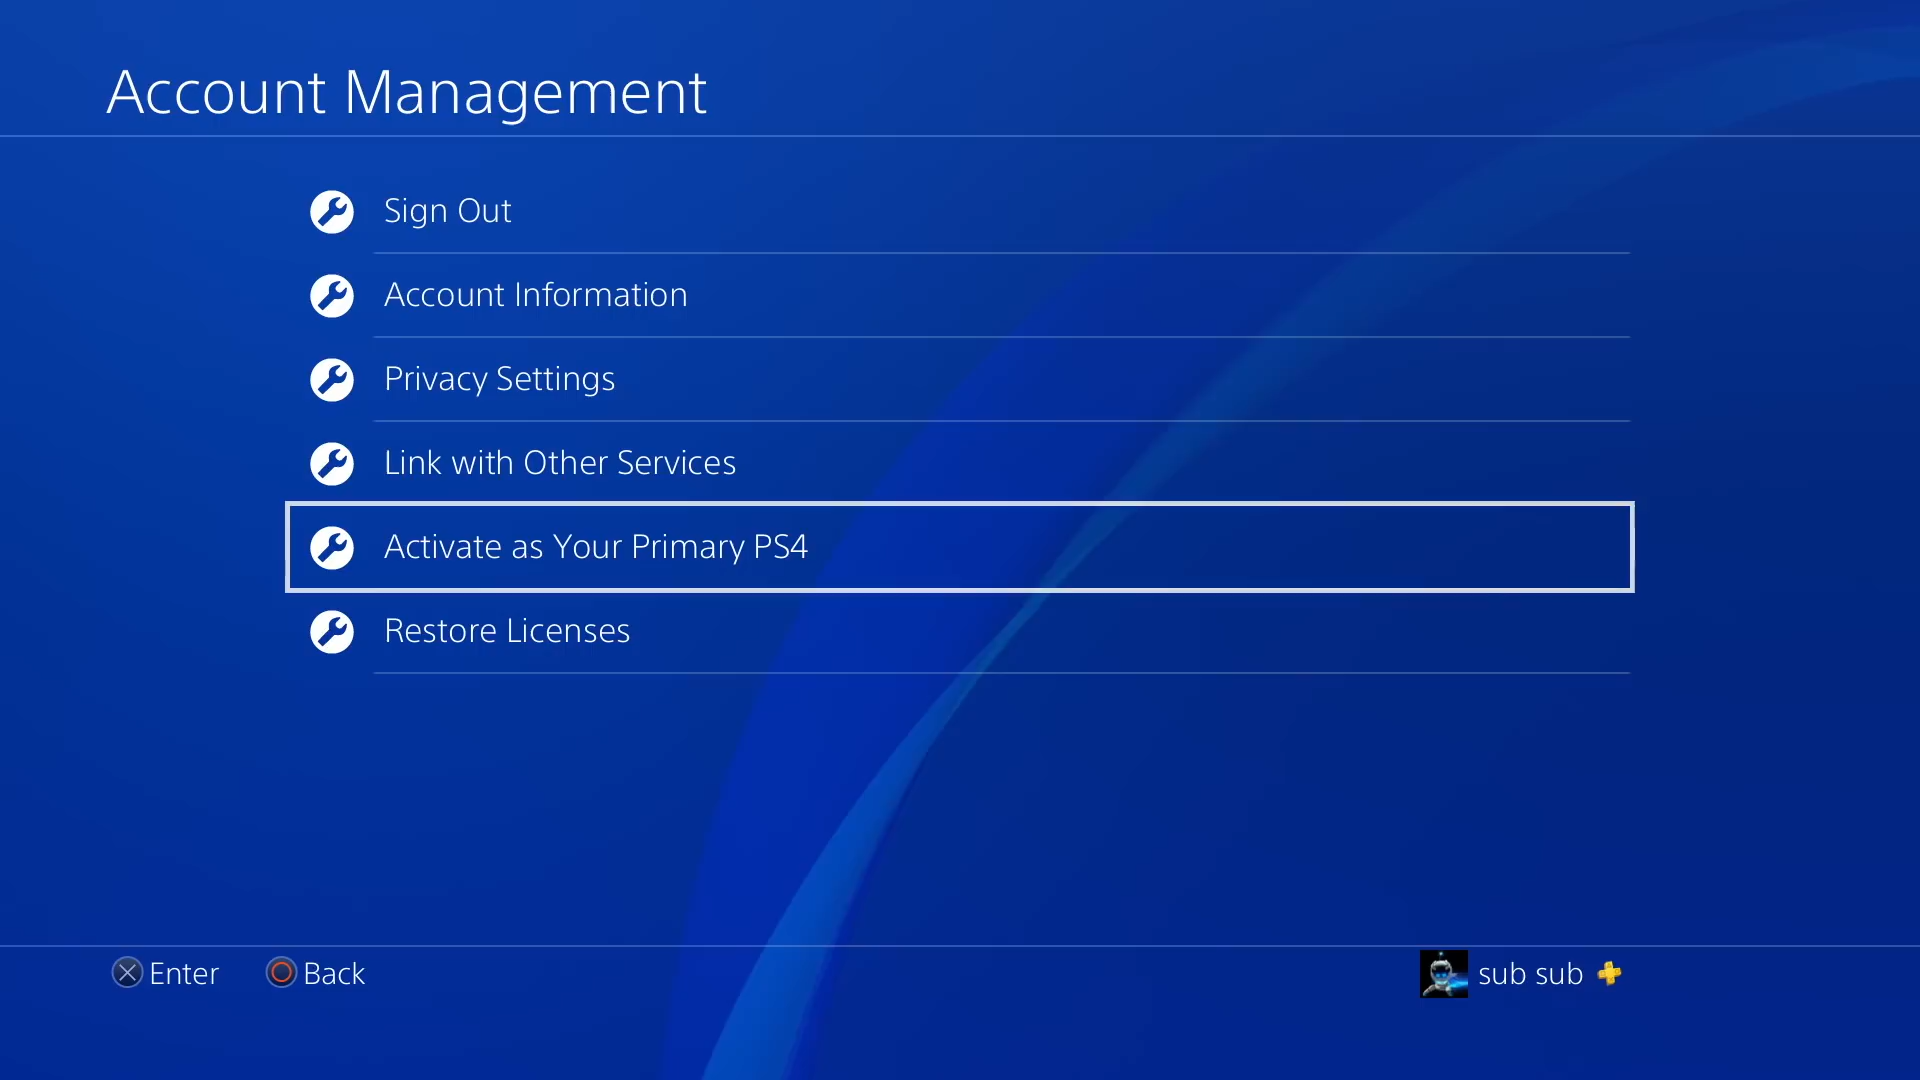 Account Management
Sign Out
Account Information
Privacy Settings
Link with Other Services
Activate as Your Primary PS4
Restore Licenses
Enter Back sub sub